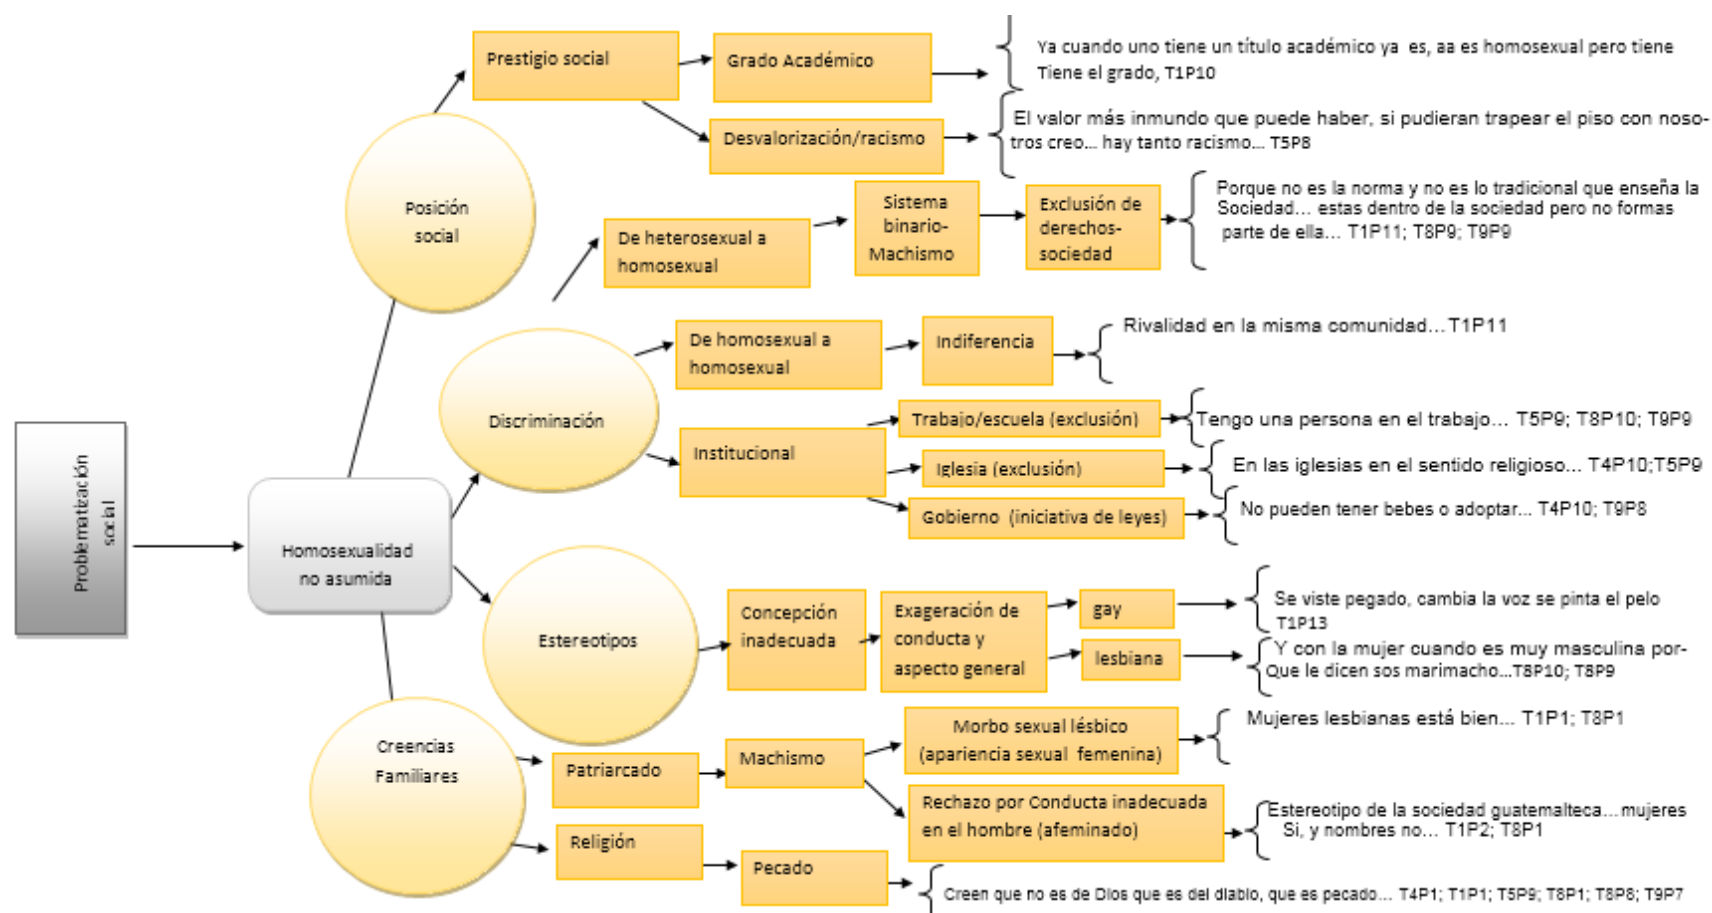 Problematización
social
Homosexualidad
no asumida
Posición
social
Prestigio social
Grado Académico
Ya cuando uno tiene un título académico ya es, aa es homosexual pero tiene
Tiene el grado, T1P10
Desvalorización/racismo
El valor más inmundo que puede haber, si pudieran trapear el piso con noso-
tros creo... hay tanto racismo... T5P8
Discriminación
De heterosexual a
homosexual
Sistema
binario-
Machismo
Exclusión de
derechos-
sociedad
Porque no es la norma y no es lo tradicional que enseña la
Sociedad... estas dentro de la sociedad pero no formas
parte de ella... T1P11; T8P9; T9P9
De homosexual a
homosexual
Indiferencia
Rivalidad en la misma comunidad...T1P11
Institucional
Trabajo/escuela (exclusión)
Tengo una persona en el trabajo... T5P9; T8P10; T9P9
Iglesia (exclusión)
En las iglesias en el sentido religioso... T4P10;T5P9
Gobierno (iniciativa de leyes)
No pueden tener bebes o adoptar... T4P10; T9P8
Estereotipos
Concepción
inadecuada
Exageración de
conducta y
aspecto general
gay
Se viste pegado, cambia la voz se pinta el pelo
T1P13
lesbiana
Y con la mujer cuando es muy masculina por-
Que le dicen sos marimacho...T8P10; T8P9
Creencias
Familiares
Patriarcado
Machismo
Morbo sexual lésbico
(apariencia sexual femenina)
Mujeres lesbianas está bien... T1P1; T8P1
Rechazo por Conducta inadecuada
en el hombre (afeminado)
Estereotipo de la sociedad guatemalteca...mujeres
Si, y nombres no... T1P2; T8P1
Religión
Pecado
Creen que no es de Dios que es del diablo, que es pecado... T4P1; T1P1; T5P9; T8P1; T8P8; T9P7